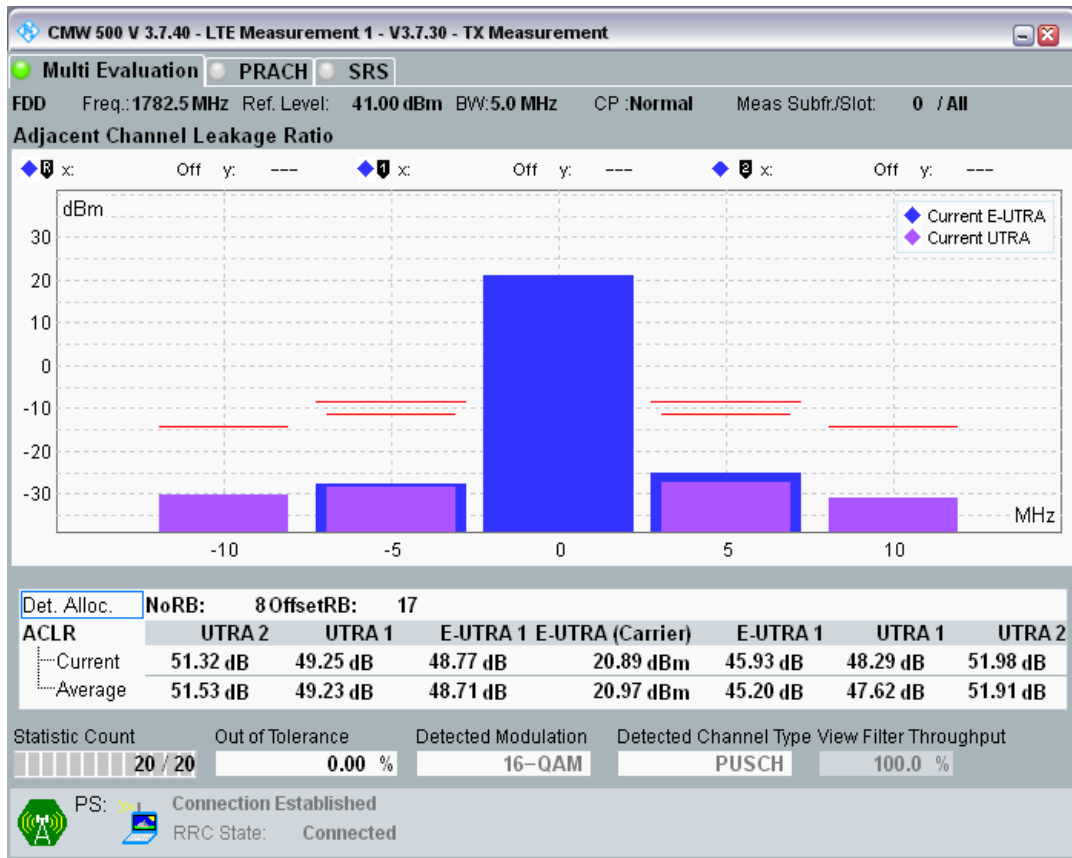 CMW 500 V 3.7.40 - LTE Measurement 1 - V3.7.30 - TX Measurement
Multi Evaluation PRACH SRS
FDD Freq.: 1782.5 MHz Ref. Level: 41.00 dBm BW: 5.0 MHz CP : Normal Meas Subfr./Slot: 0 / All
Adjacent Channel Leakage Ratio
R x: Off y: --- 1 x: Off y: --- 2 x: Off y: ---
dBm
Current E-UTRA
Current UTRA
30
20
10
0
-10
-20
-30
MHz
-10 -5 0 5 10
Det. Alloc. NoRB: 8 OffsetRB: 17
ACLR UTRA 2 UTRA 1 E-UTRA 1 E-UTRA (Carrier) E-UTRA 1 UTRA 1 UTRA 2
Current 51.32 dB 49.25 dB 48.77 dB 20.89 dBm 45.93 dB 48.29 dB 51.98 dB
Average 51.53 dB 49.23 dB 48.71 dB 20.97 dBm 45.20 dB 47.62 dB 51.91 dB
Statistic Count Out of Tolerance Detected Modulation Detected Channel Type View Filter Throughput
20 / 20 0.00 % 16-QAM PUSCH 100.0 %
PS: Connection Established
RRC State: Connected